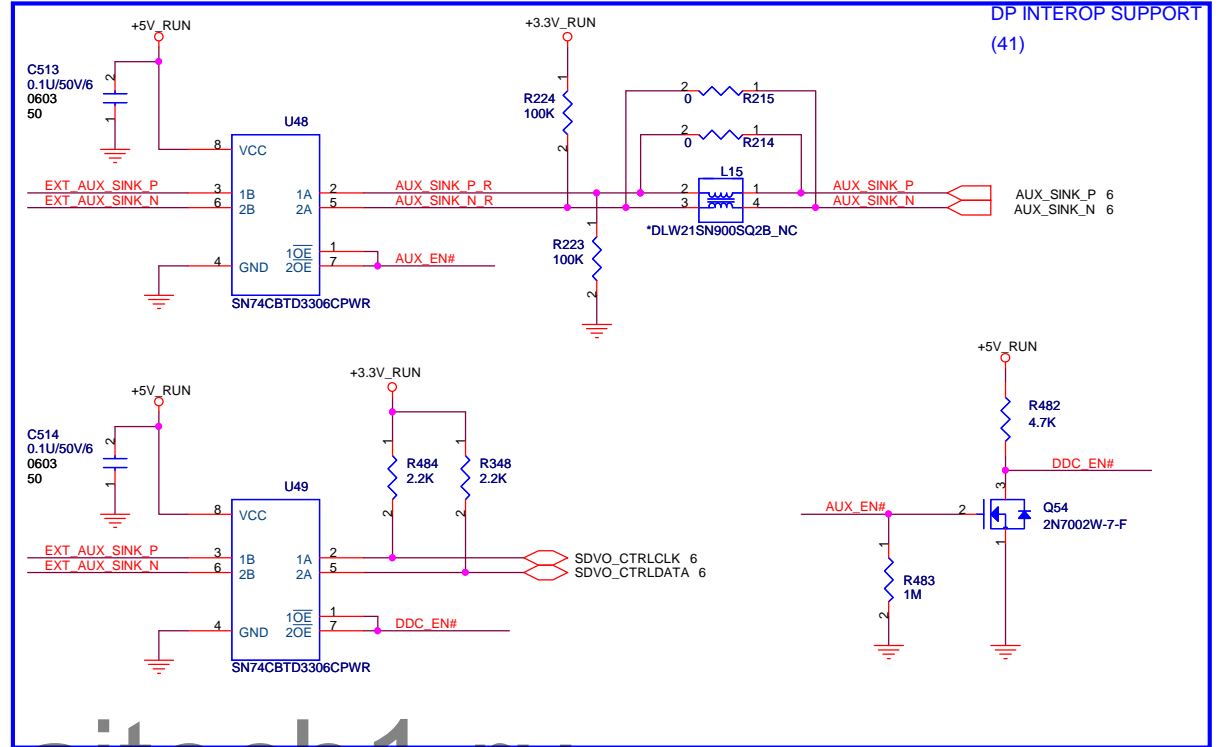 DP INTEROP SUPPORT
(41)
+5V_RUN
+3.3V_RUN
C513
0.1U/50V/6
0603
50
2
1
U48
8 VCC
EXT_AUX_SINK_P 3 1B
EXT_AUX_SINK_N 6 2B
1A 2 AUX_SINK_P_R
2A 5 AUX_SINK_N_R
1OE 1
2OE 7 AUX_EN#
4 GND
SN74CBTD3306CPWR
1
R224
100K
2
1
R223
100K
2
2 1
0 R215
2 1
0 R214
L15
2 1
3 4
*DLW21SN900SQ2B_NC
AUX_SINK_P
AUX_SINK_N
AUX_SINK_P 6
AUX_SINK_N 6
+5V_RUN
+3.3V_RUN
C514
0.1U/50V/6
0603
50
2
1
U49
8 VCC
EXT_AUX_SINK_P 3 1B
EXT_AUX_SINK_N 6 2B
1A 2
2A 5
1OE 1
2OE 7 DDC_EN#
4 GND
SN74CBTD3306CPWR
1
R484
2.2K
2
1
R348
2.2K
2
SDVO_CTRLCLK 6
SDVO_CTRLDATA 6
+5V_RUN
R482
4.7K
DDC_EN#
3
AUX_EN# 2
Q54
2N7002W-7-F
1
1
R483
1M
2